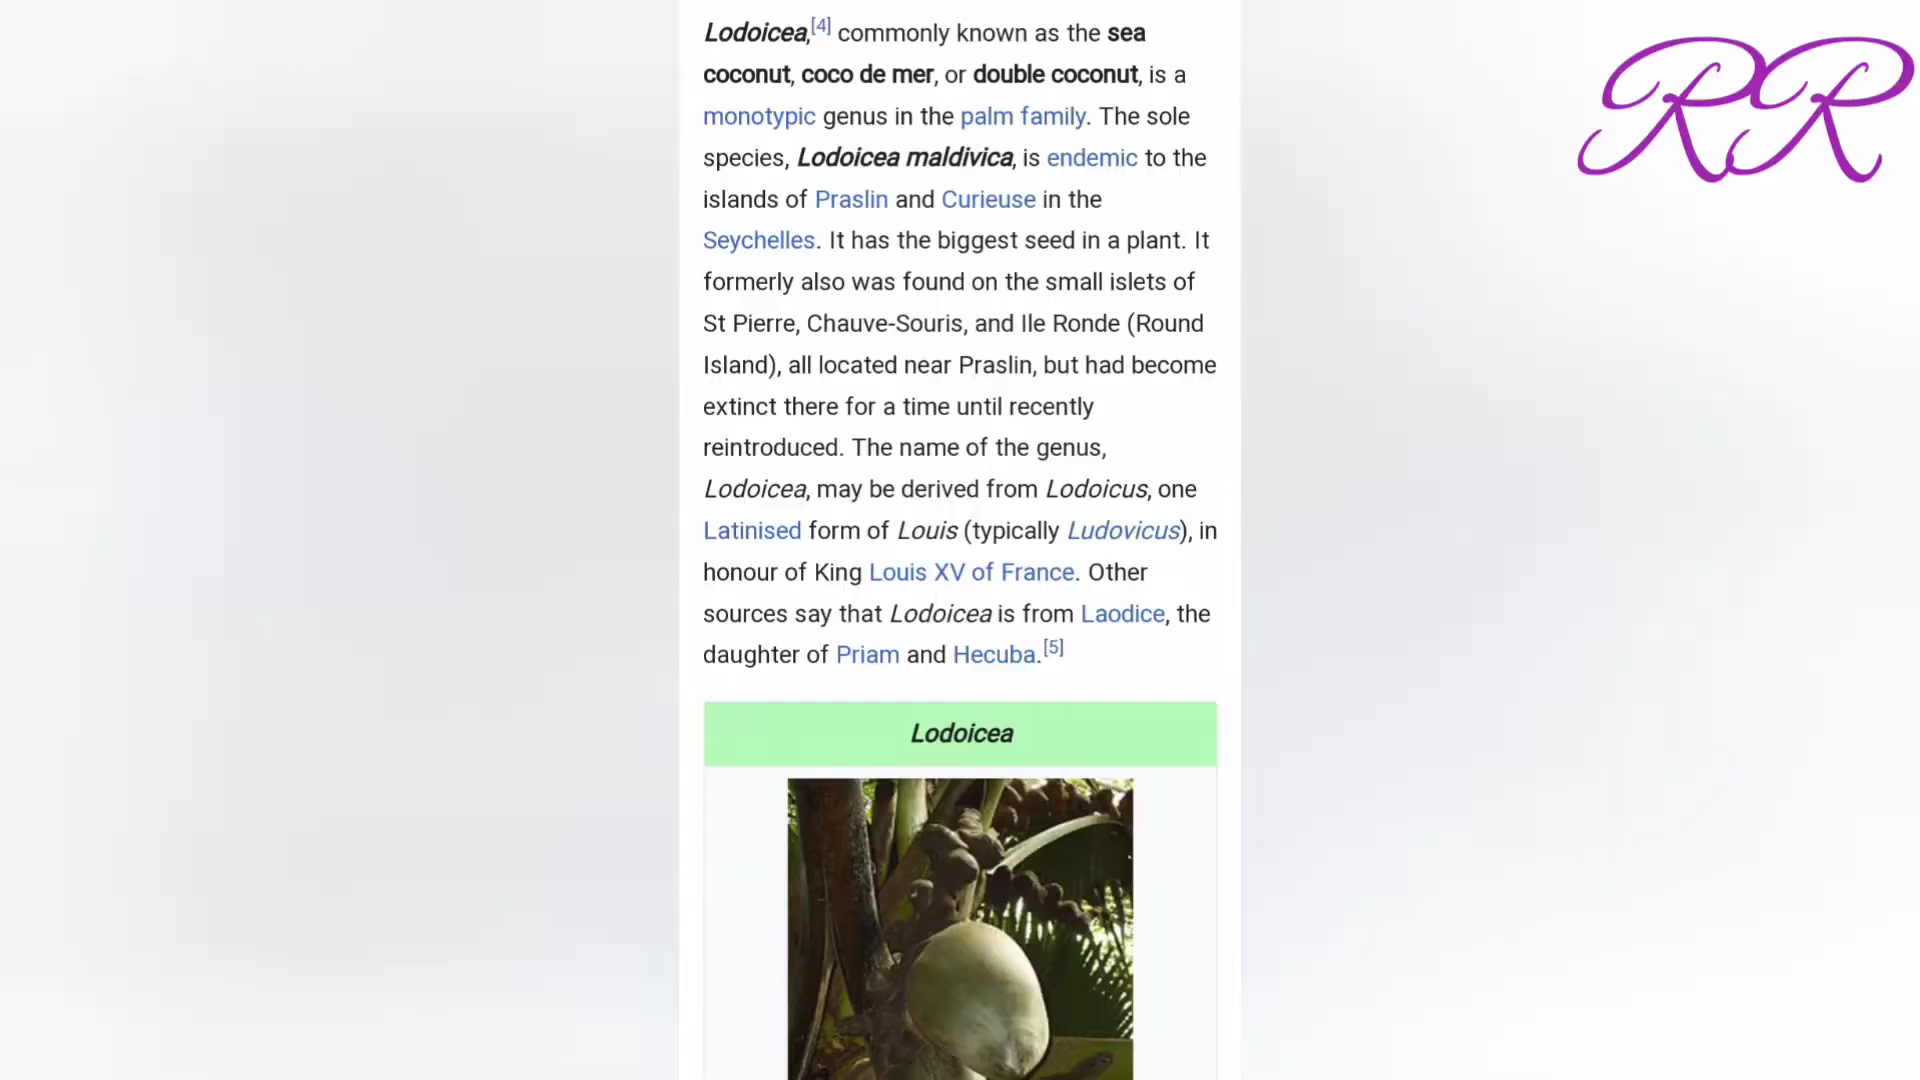 Lodoicea,[4] commonly known as the sea
coconut, coco de mer, or double coconut, is a
monotypic genus in the palm family. The sole
species, Lodoicea maldivica, is endemic to the
islands of Praslin and Curieuse in the
Seychelles. It has the biggest seed in a plant. It
formerly also was found on the small islets of
St Pierre, Chauve-Souris, and Ile Ronde (Round
Island), all located near Praslin, but had become
extinct there for a time until recently
reintroduced. The name of the genus,
Lodoicea, may be derived from Lodoicus, one
Latinised form of Louis (typically Ludovicus), in
honour of King Louis XV of France. Other
sources say that Lodoicea is from Laodice, the
daughter of Priam and Hecuba.[5]
Lodoicea
RR